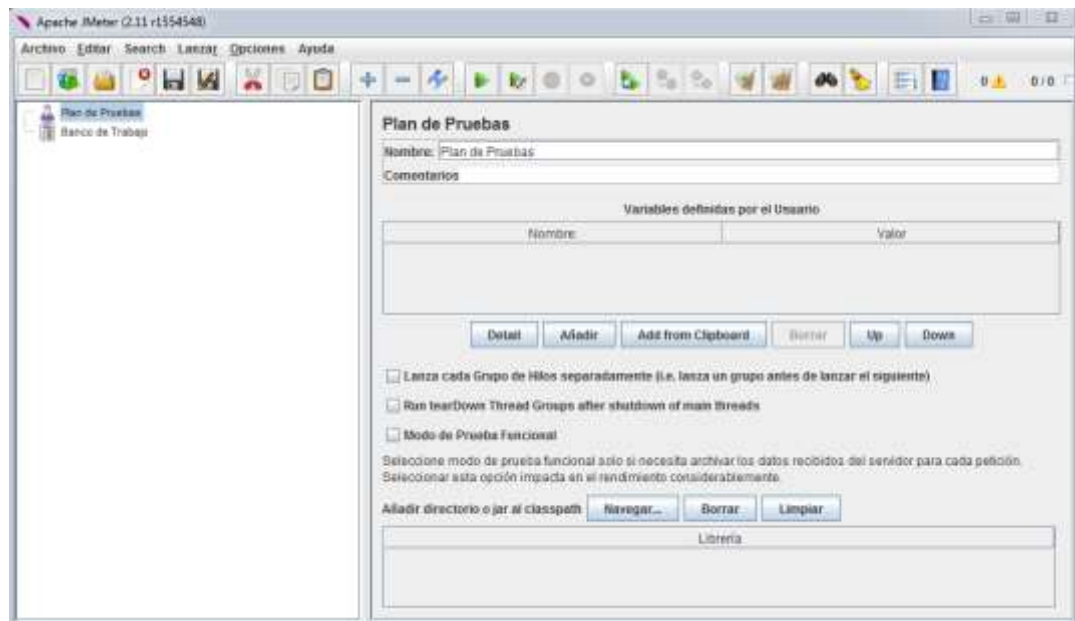 Apache JMeter (2.11 r1554548)
Archivo Editar Search Lanzar Opciones Ayuda
0 0 / 0
Plan de Pruebas
Banco de Trabajo
Plan de Pruebas
Nombre: Plan de Pruebas
Comentarios
Variables definidas por el Usuario
Nombre: Valor
Detail Añadir Add from Clipboard Borrar Up Down
Lanza cada Grupo de Hilos separadamente (i.e. lanza un grupo antes de lanzar el siguiente)
Run tearDown Thread Groups after shutdown of main threads
Modo de Prueba Funcional
Seleccione modo de prueba funcional solo si necesita archivar los datos recibidos del servidor para cada petición.
Seleccionar esta opción impacta en el rendimiento considerablemente.
Añadir directorio o jar al classpath Navegar... Borrar Limpiar
Librería